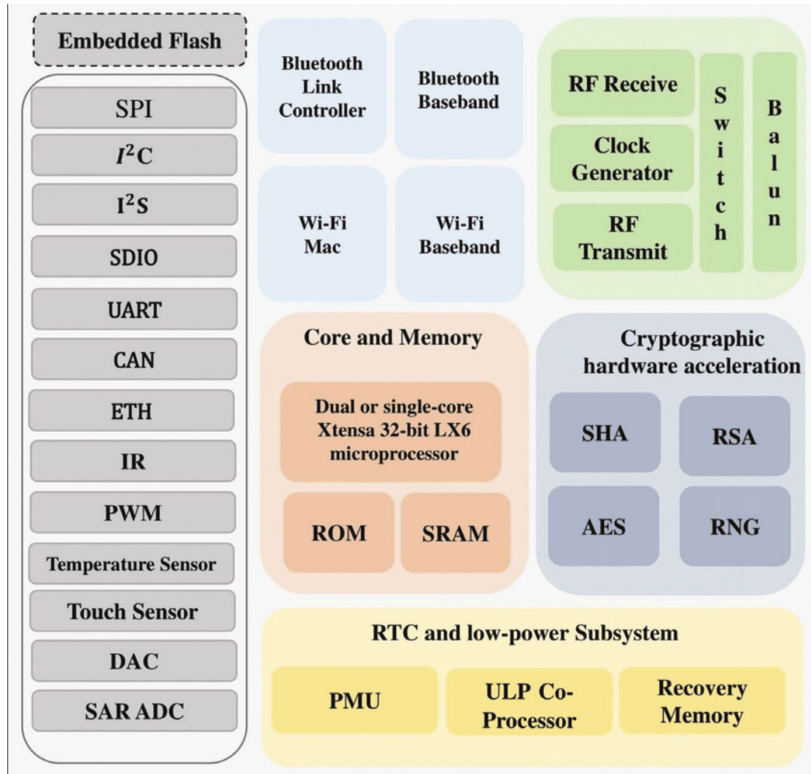 Embedded Flash
SPI
I²C
I²S
SDIO
UART
CAN
ETH
IR
PWM
Temperature Sensor
Touch Sensor
DAC
SAR ADC
Bluetooth
Link
Controller
Bluetooth
Baseband
Wi-Fi
Mac
Wi-Fi
Baseband
RF Receive
Clock
Generator
RF
Transmit
Switch
Balun
Core and Memory
Dual or single-core
Xtensa 32-bit LX6
microprocessor
ROM
SRAM
Cryptographic
hardware acceleration
SHA
RSA
AES
RNG
RTC and low-power Subsystem
PMU
ULP Co-
Processor
Recovery
Memory